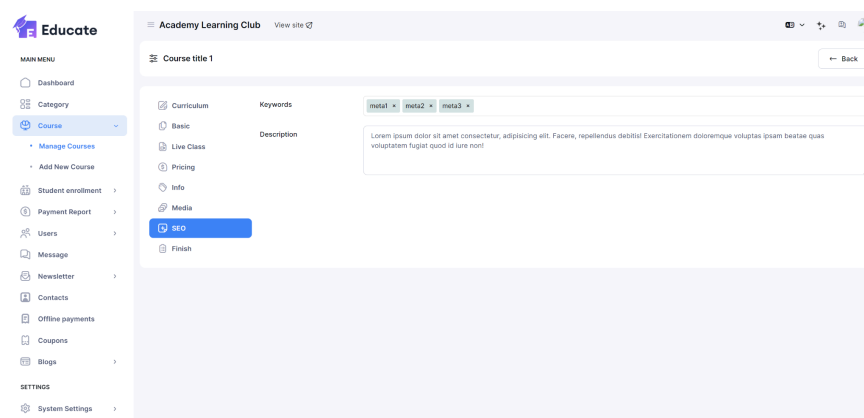 Educate
MAIN MENU
Dashboard
Category
Course
Manage Courses
Add New Course
Student enrollment
Payment Report
Users
Message
Newsletter
Contacts
Offline payments
Coupons
Blogs
SETTINGS
System Settings
Academy Learning Club View site
Course title 1
← Back
Curriculum
Basic
Live Class
Pricing
Info
Media
SEO
Finish
Keywords
meta1 × meta2 × meta3 ×
Description
Lorem ipsum dolor sit amet consectetur, adipisicing elit. Facere, repellendus debitis! Exercitationem doloremque voluptas ipsam beatae quas
voluptatem fugiat quod id iure non!